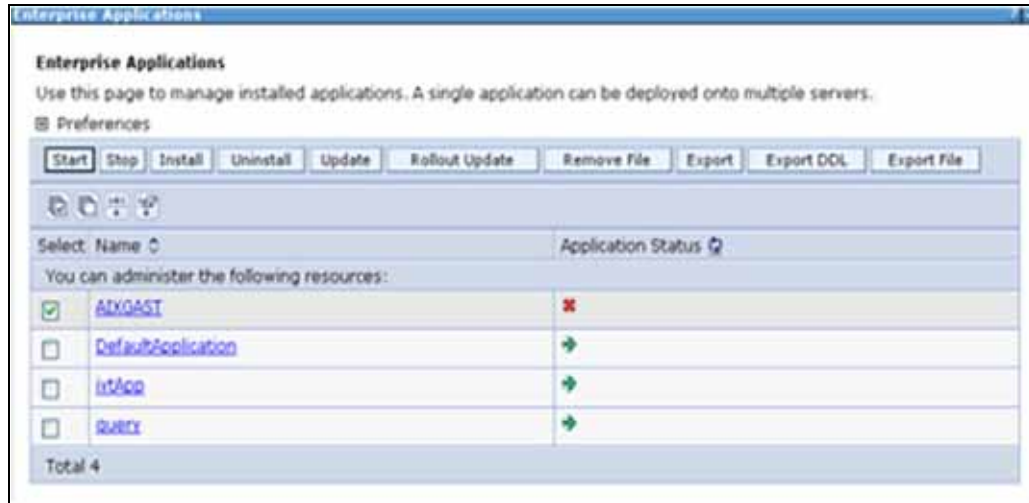 Enterprise Applications
Enterprise Applications
Use this page to manage installed applications. A single application can be deployed onto multiple servers.
Preferences
Start Stop Install Uninstall Update Rollout Update Remove File Export Export DDL Export File
Select Name Application Status
You can administer the following resources:
AIXGAST
DefaultApplication
ivtApp
query
Total 4